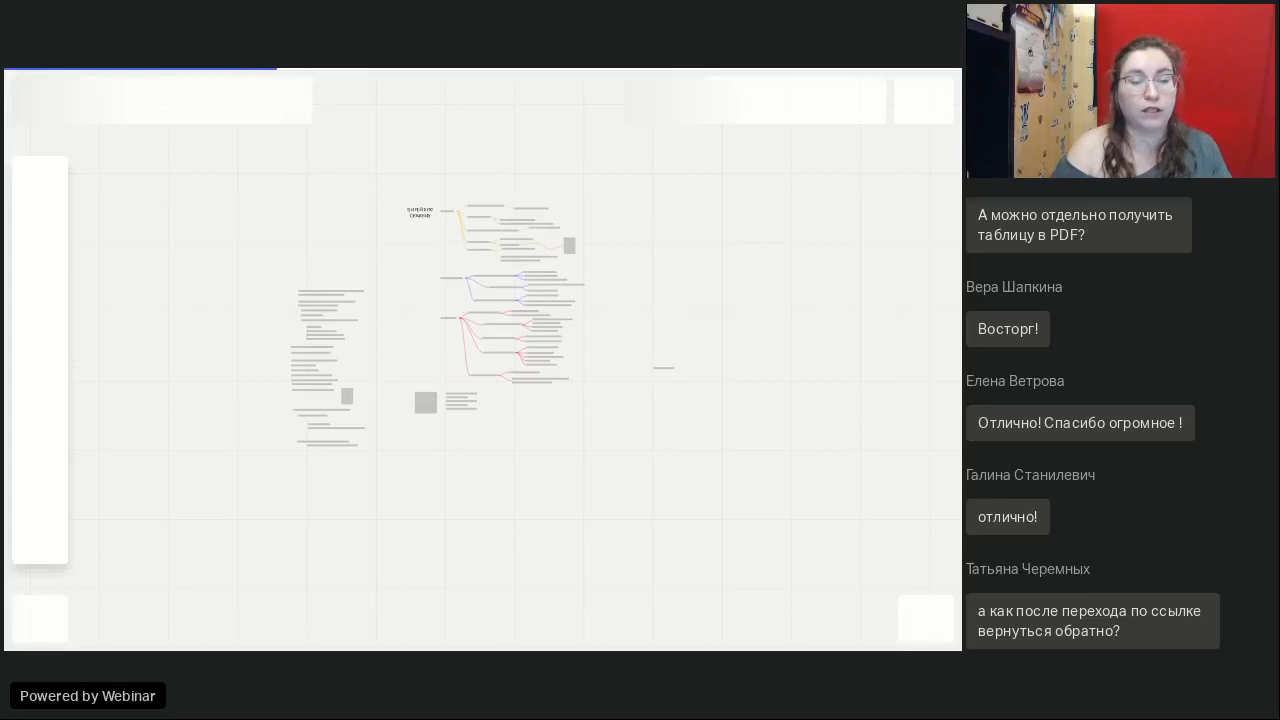 А можно отдельно получить
таблицу в PDF?
Вера Шапкина
Восторг!
Елена Ветрова
Отлично! Спасибо огромное !
Галина Станилевич
отлично!
Татьяна Черемных
а как после перехода по ссылке
вернуться обратно?
Powered by Webinar